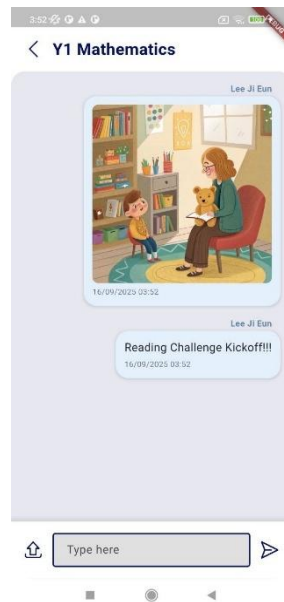 3:52
Y1 Mathematics
Lee Ji Eun
16/09/2025 03:52
Lee Ji Eun
Reading Challenge Kickoff!!!
16/09/2025 03:52
Type here